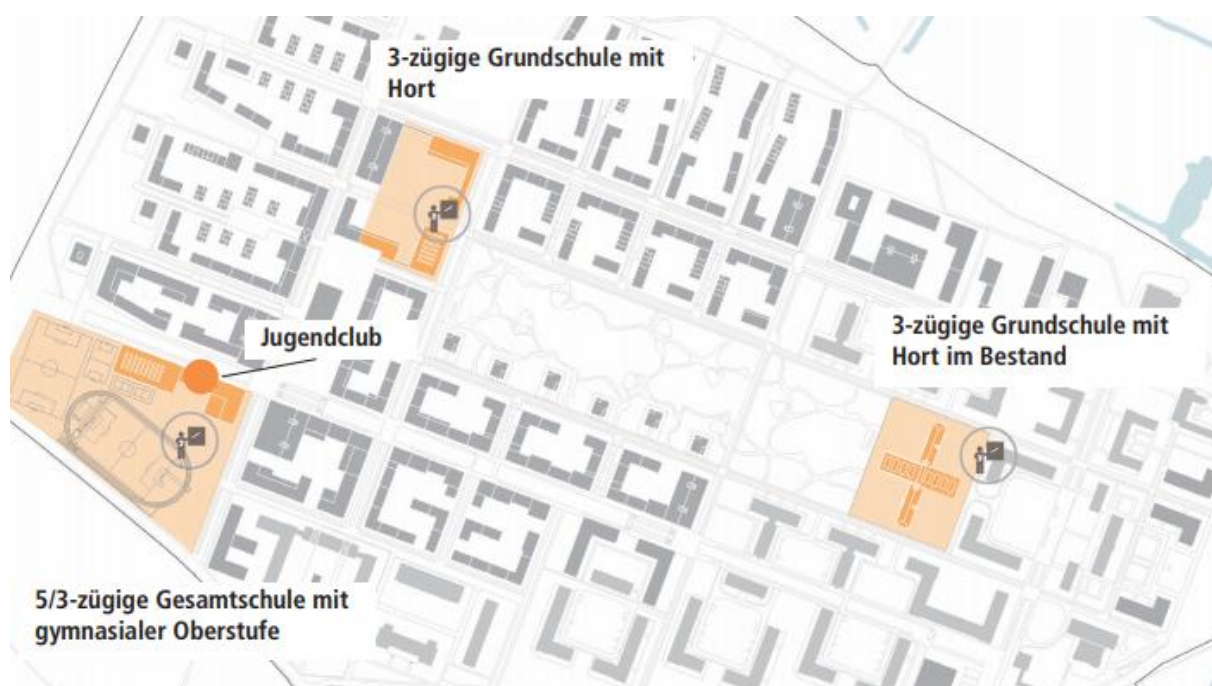 3-zügige Grundschule mit
Hort
Jugendclub
3-zügige Grundschule mit
Hort im Bestand
5/3-zügige Gesamtschule mit
gymnasialer Oberstufe